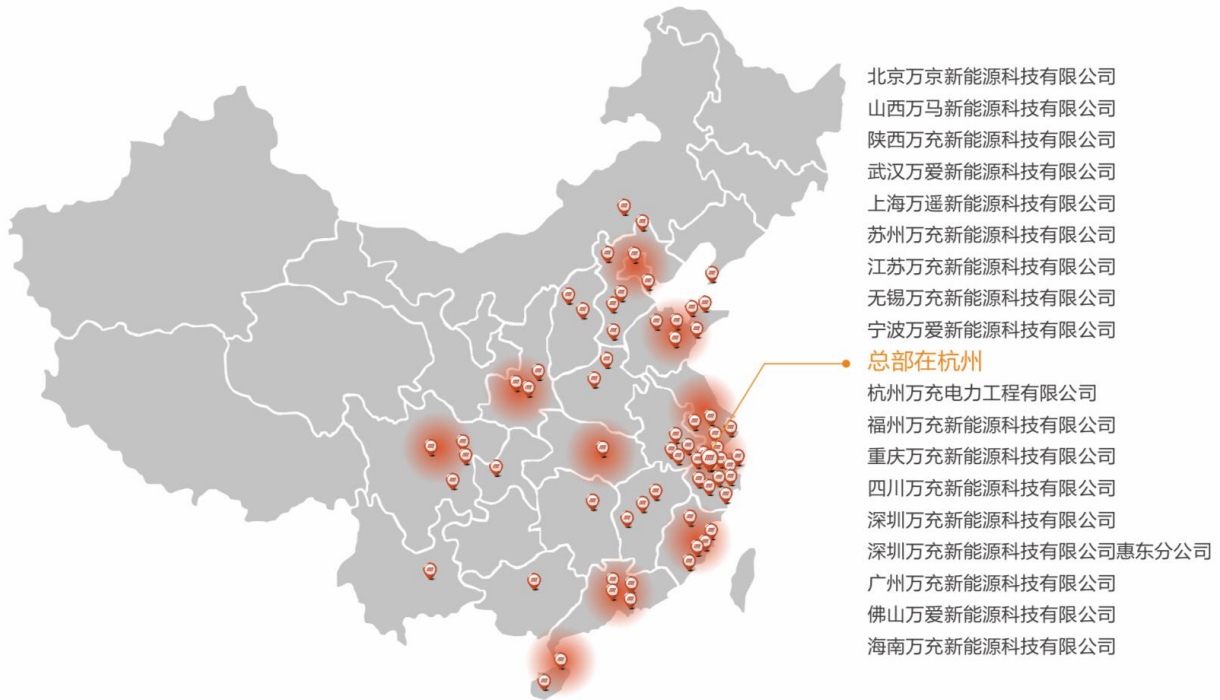 北京万京新能源科技有限公司
山西万马新能源科技有限公司
陕西万充新能源科技有限公司
武汉万爱新能源科技有限公司
上海万遥新能源科技有限公司
苏州万充新能源科技有限公司
江苏万充新能源科技有限公司
无锡万充新能源科技有限公司
宁波万爱新能源科技有限公司
总部在杭州
杭州万充电力工程有限公司
福州万充新能源科技有限公司
重庆万充新能源科技有限公司
四川万充新能源科技有限公司
深圳万充新能源科技有限公司
深圳万充新能源科技有限公司惠东分公司
广州万充新能源科技有限公司
佛山万爱新能源科技有限公司
海南万充新能源科技有限公司